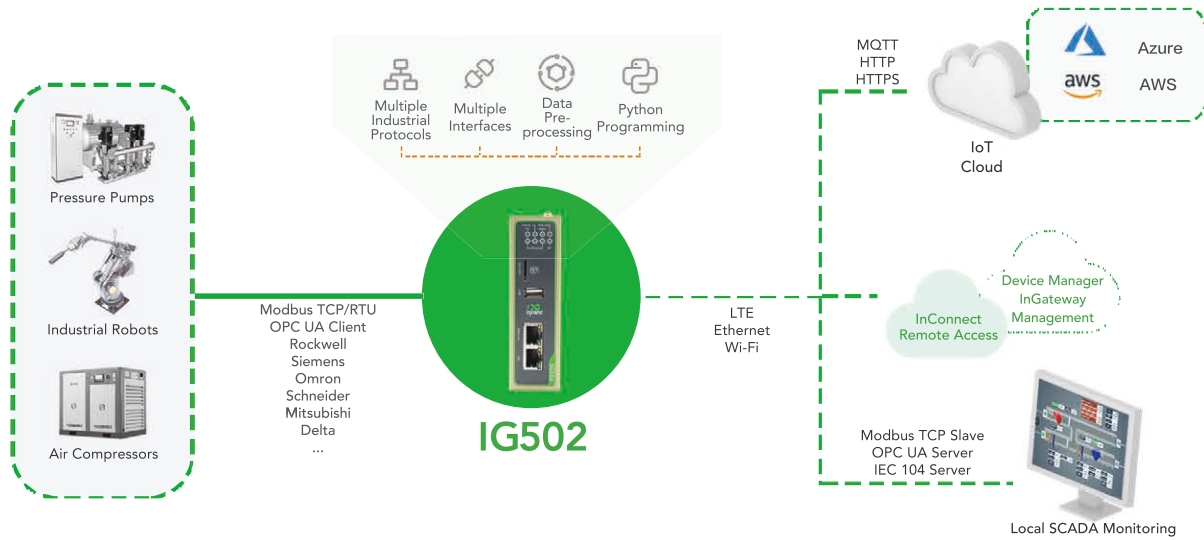 Pressure Pumps
Industrial Robots
Air Compressors
Modbus TCP/RTU
OPC UA Client
Rockwell
Siemens
Omron
Schneider
Mitsubishi
Delta
...
Multiple
Industrial
Protocols
Multiple
Interfaces
Data
Pre-
processing
Python
Programming
IG502
LTE
Ethernet
Wi-Fi
MQTT
HTTP
HTTPS
IoT
Cloud
Azure
aws
AWS
InConnect
Remote Access
Device Manager
InGateway
Management
Modbus TCP Slave
OPC UA Server
IEC 104 Server
Local SCADA Monitoring